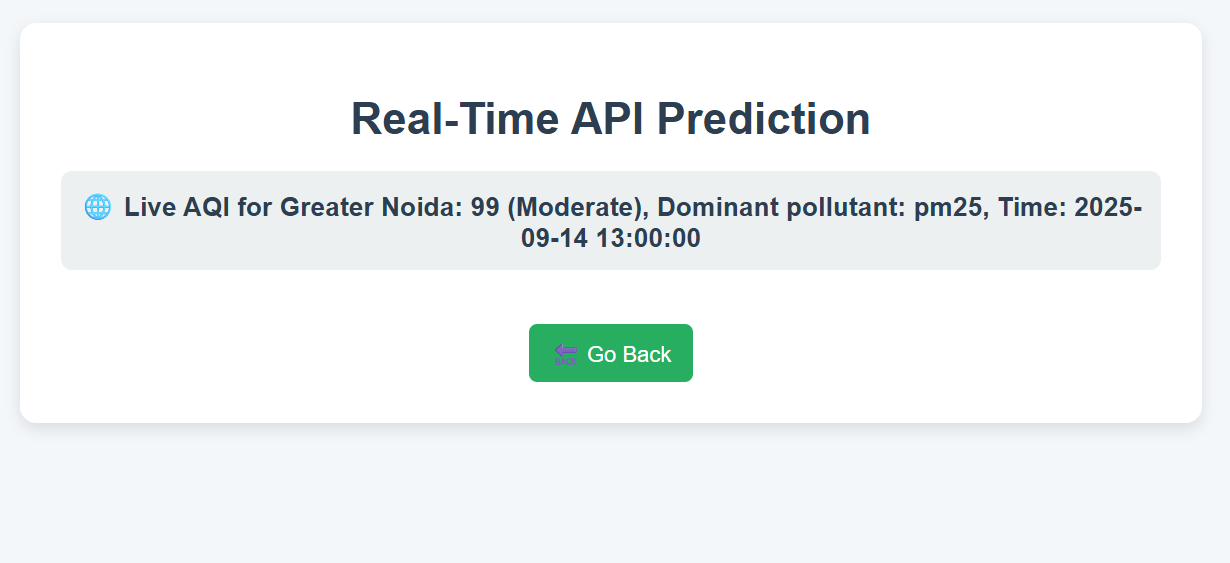 Real-Time API Prediction
🌐 Live AQI for Greater Noida: 99 (Moderate), Dominant pollutant: pm25, Time: 2025-
09-14 13:00:00
🔙 Go Back